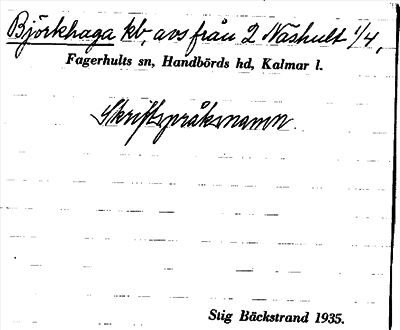 Björkhaga kb, avs från 2 Näshult 1/4,
Fagerhults sn, Handbörds hd, Kalmar l.
Skriftspråksnamn
Stig Bäckstrand 1935.